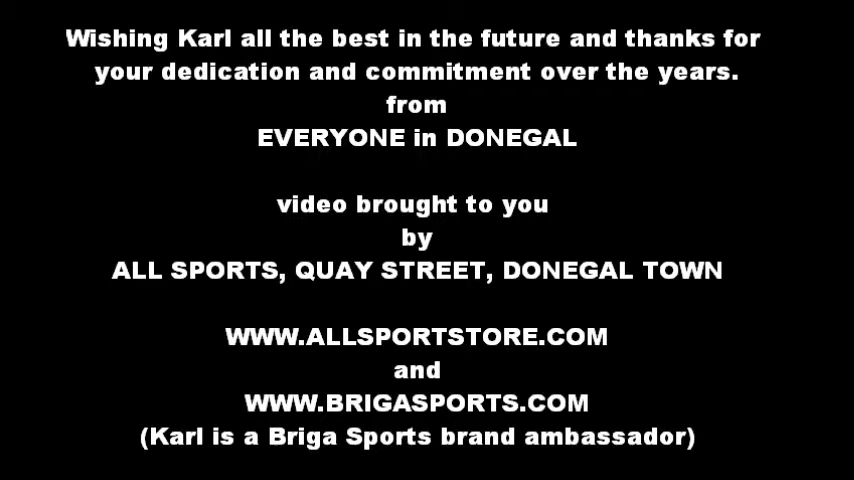 Wishing Karl all the best in the future and thanks for
your dedication and commitment over the years.
from
EVERYONE in DONEGAL
video brought to you
by
ALL SPORTS, QUAY STREET, DONEGAL TOWN
WWW.ALLSPORTSTORE.COM
and
WWW.BRIGASPORTS.COM
(Karl is a Briga Sports brand ambassador)